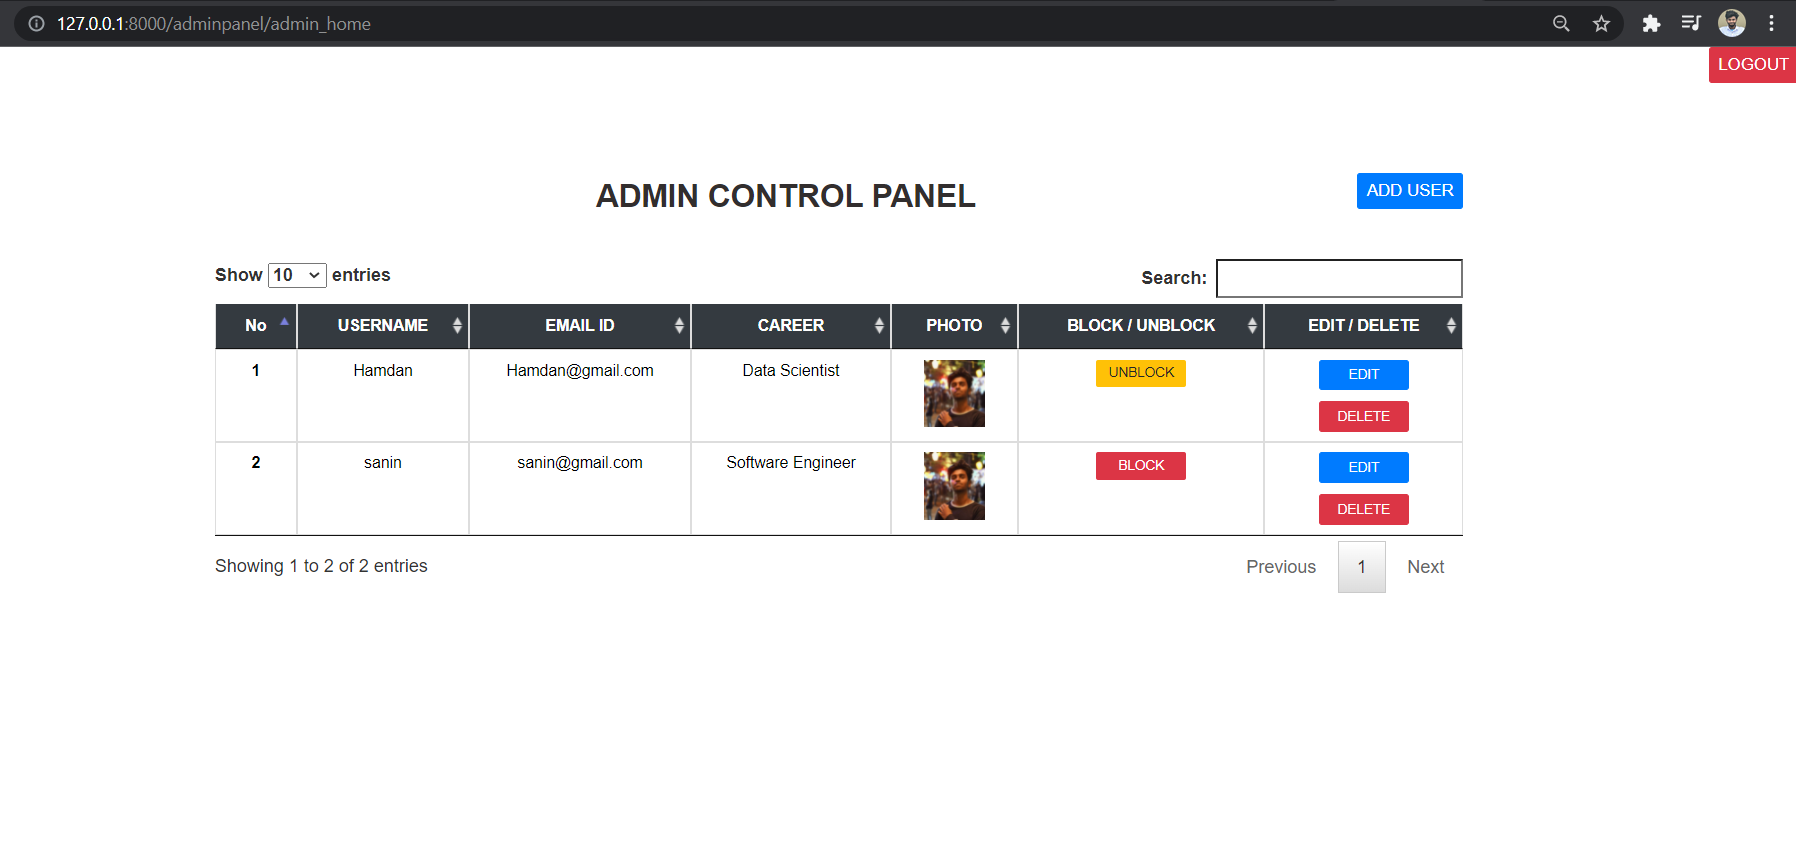 127.0.0.1:8000/adminpanel/admin_home
LOGOUT
ADMIN CONTROL PANEL
ADD USER
Show 10 entries
Search:
No USERNAME EMAIL ID CAREER PHOTO BLOCK / UNBLOCK EDIT / DELETE
1 Hamdan Hamdan@gmail.com Data Scientist UNBLOCK EDIT
DELETE
2 sanin sanin@gmail.com Software Engineer BLOCK EDIT
DELETE
Showing 1 to 2 of 2 entries
Previous 1 Next